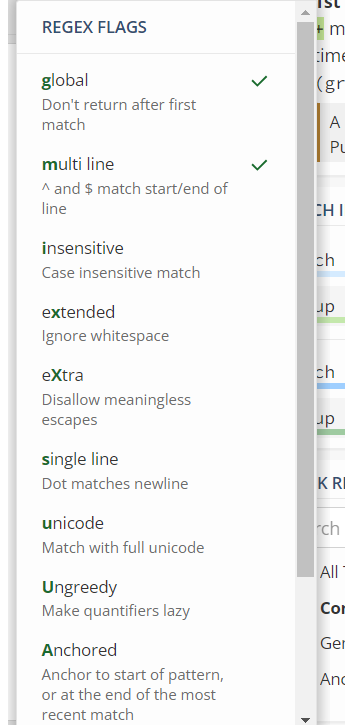 REGEX FLAGS
global
Don't return after first
match
multi line
^ and $ match start/end of
line
insensitive
Case insensitive match
extended
Ignore whitespace
eXtra
Disallow meaningless
escapes
single line
Dot matches newline
unicode
Match with full unicode
Ungreedy
Make quantifiers lazy
Anchored
Anchor to start of pattern,
or at the end of the most
recent match
1st
+ m
time
(gr
A
Pu
CH I
ch
up
ch
up
K R
rch
All T
Cor
Ger
Anc